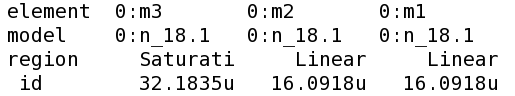 element 0:m3 0:m2 0:m1
model 0:n_18.1 0:n_18.1 0:n_18.1
region Saturati Linear Linear
id 32.1835u 16.0918u 16.0918u